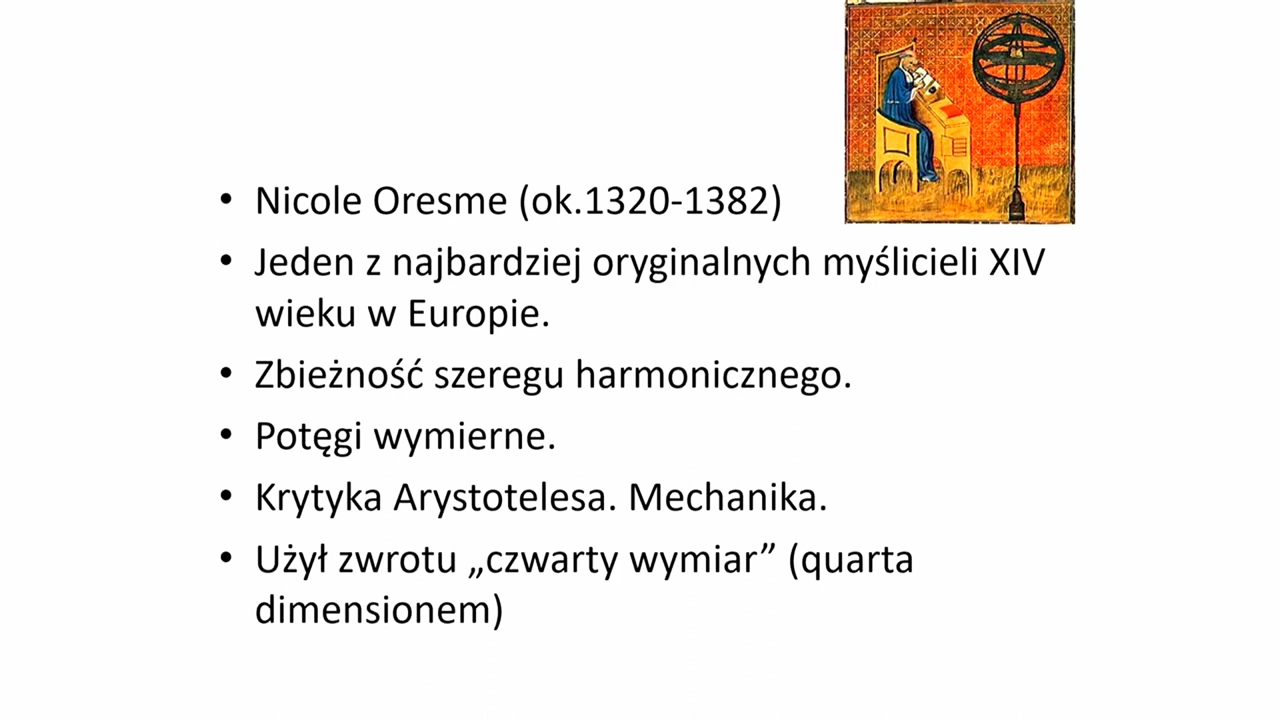 • Nicole Oresme (ok.1320-1382)
• Jeden z najbardziej oryginalnych myślicieli XIV
wieku w Europie.
• Zbieżność szeregu harmonicznego.
• Potęgi wymierne.
• Krytyka Arystotelesa. Mechanika.
• Użył zwrotu „czwarty wymiar” (quarta
dimensionem)